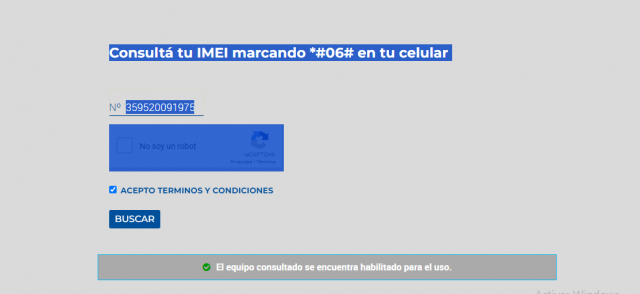 Consultá tu IMEI marcando *#06# en tu celular
Nº 359520091975
No soy un robot
reCAPTCHA
Privacidad - Términos
ACEPTO TERMINOS Y CONDICIONES
BUSCAR
El equipo consultado se encuentra habilitado para el uso.
Activar Windows